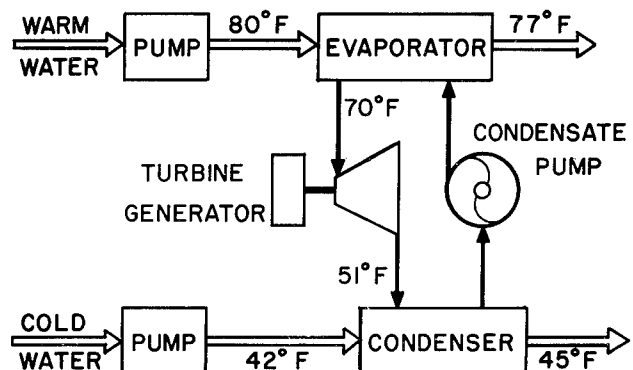 WARM
WATER
PUMP
80°F
EVAPORATOR
77°F
70°F
CONDENSATE
PUMP
TURBINE
GENERATOR
51°F
COLD
WATER
PUMP
42°F
CONDENSER
45°F